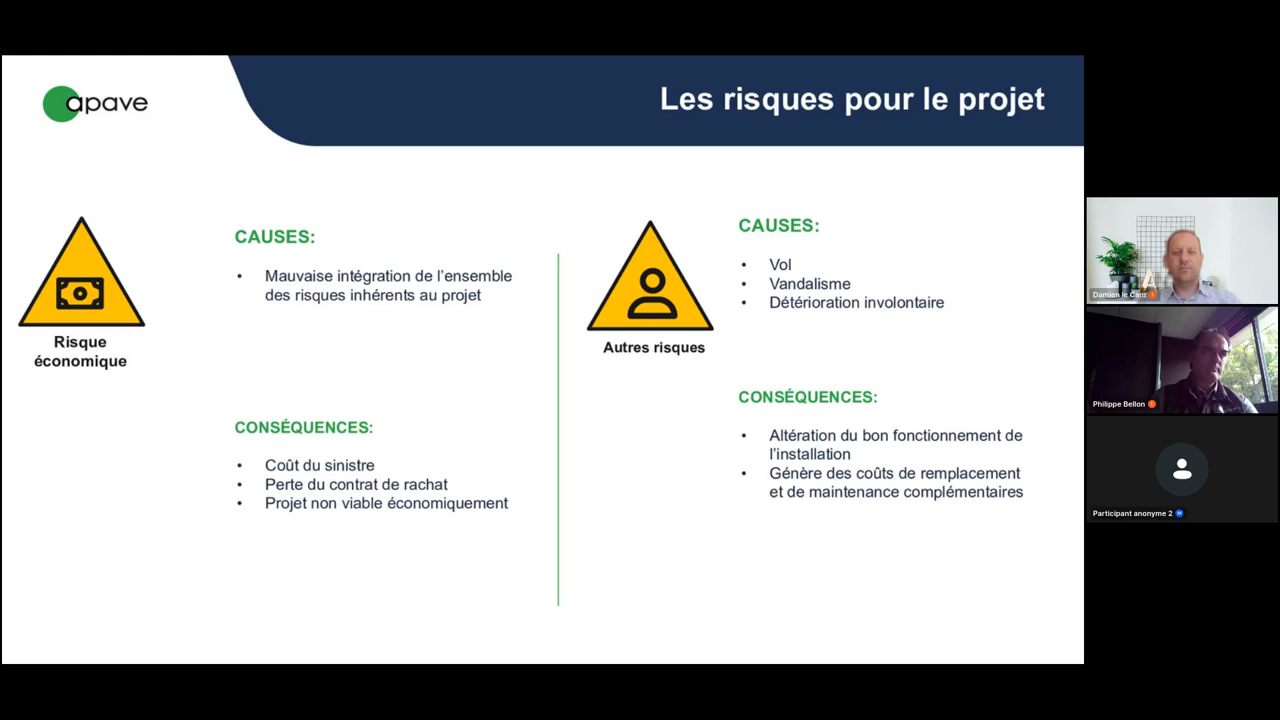 apave
Les risques pour le projet
Risque
économique
CAUSES:
• Mauvaise intégration de l'ensemble
des risques inhérents au projet
CONSÉQUENCES:
• Coût du sinistre
• Perte du contrat de rachat
• Projet non viable économiquement
Autres risques
CAUSES:
• Vol
• Vandalisme
• Détérioration involontaire
CONSÉQUENCES:
• Altération du bon fonctionnement de
l'installation
• Génère des coûts de remplacement
et de maintenance complémentaires
Damien le Cam
Philippe Bellon
Participant anonyme 2
M